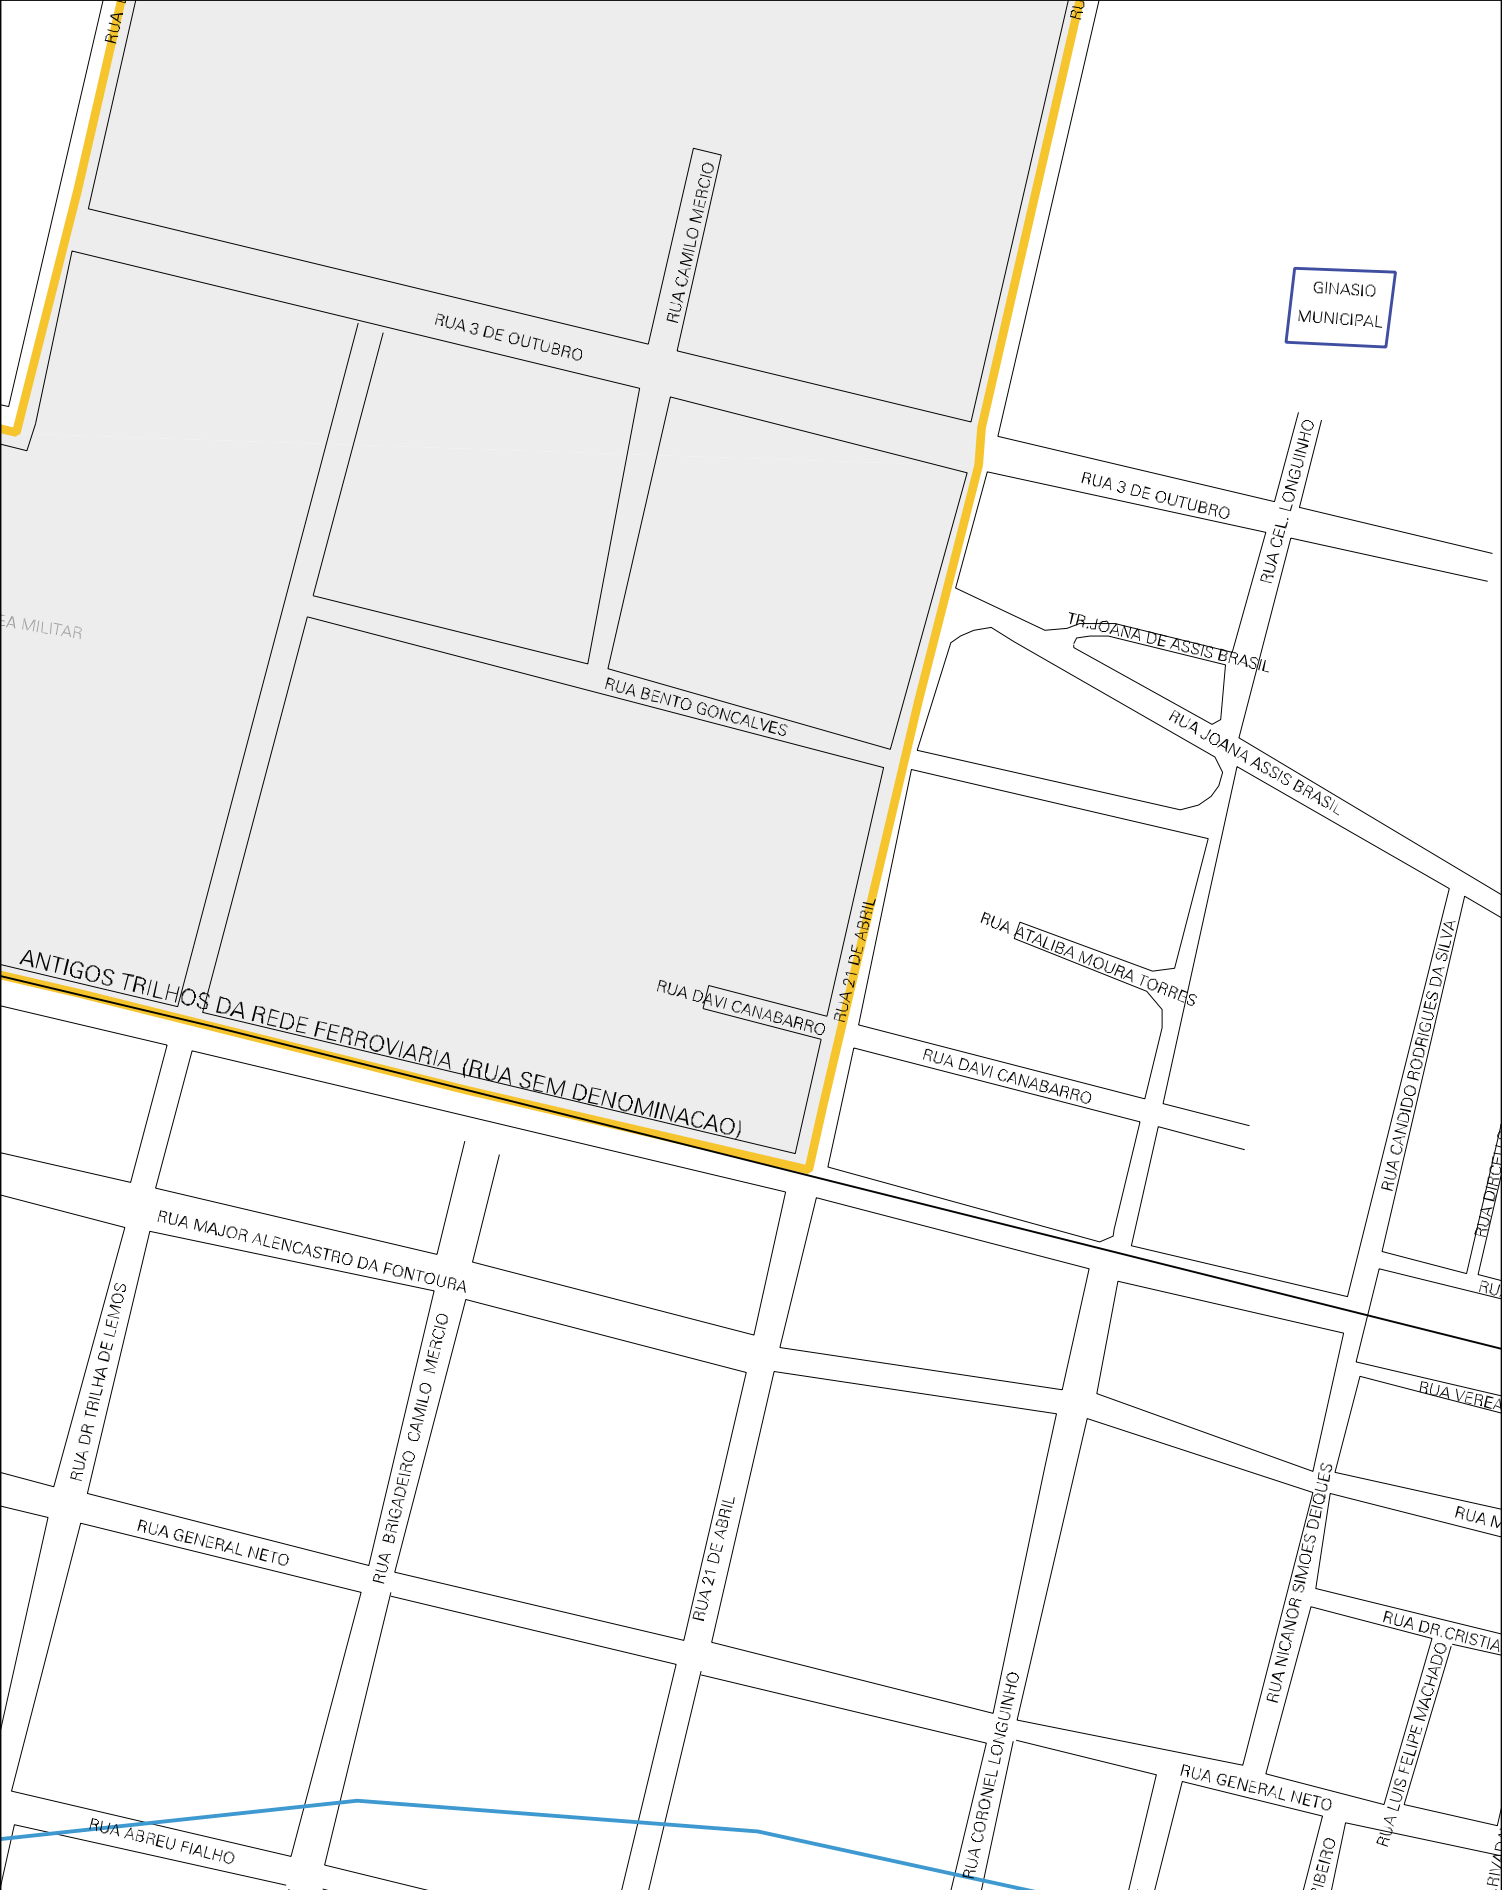 RUA
RUA CAMILO MERCIO
GINASIO
MUNICIPAL
RUA 3 DE OUTUBRO
RUA CEL. LONGUINHO
RUA 3 DE OUTUBRO
MILITAR
TR.JOANA DE ASSIS BRASIL
RUA BENTO GONCALVES
RUA JOANA ASSIS BRASIL
RUA 21 DE ABRIL
RUA ATALIBA MOURA TORRES
RUA CANDIDO RODRIGUES DA SILVA
ANTIGOS TRILHOS DA REDE FERROVIARIA (RUA SEM DENOMINACAO)
RUA DAVI CANABARRO
RUA DAVI CANABARRO
RUA
RUA MAJOR ALENCASTRO DA FONTOURA
RUA DR TRILHA DE LEMOS
RUA BRIGADEIRO CAMILO MERCIO
RUA
RUA 21 DE ABRIL
RUA NICANOR SIMOES DEIQUES
RUA
RUA GENERAL NETO
RUA DR.
RUA CORONEL LONGUINHO
RUA LUIS FELIPE MACHADO
RUA GENERAL NETO
RUA ABREU FIALHO